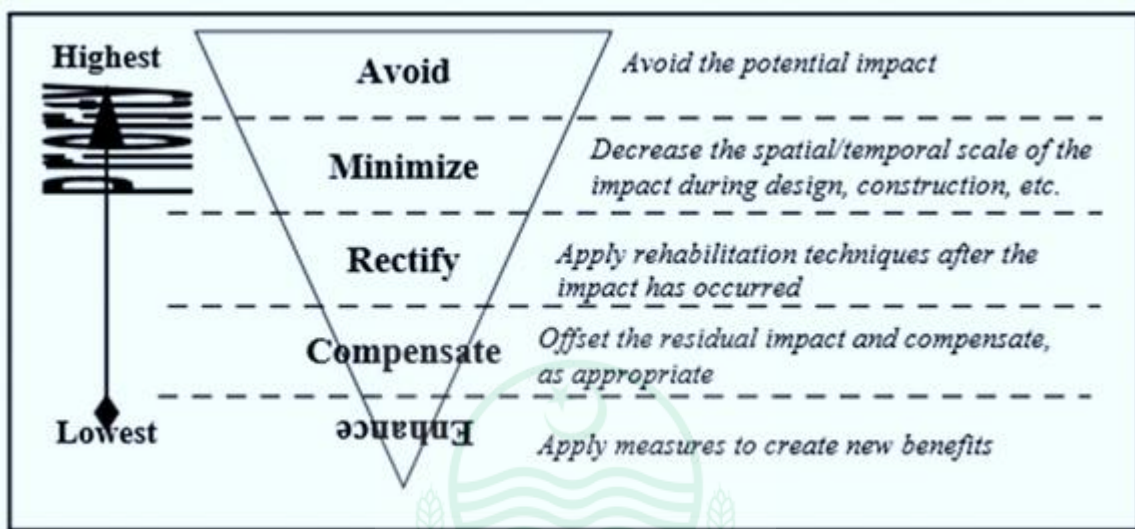 Highest
Avoid
Avoid the potential impact
Minimize
Decrease the spatial/temporal scale of the
impact during design, construction, etc.
Rectify
Apply rehabilitation techniques after the
impact has occurred
Compensate
Offset the residual impact and compensate,
as appropriate
Lowest
Enhance
Apply measures to create new benefits